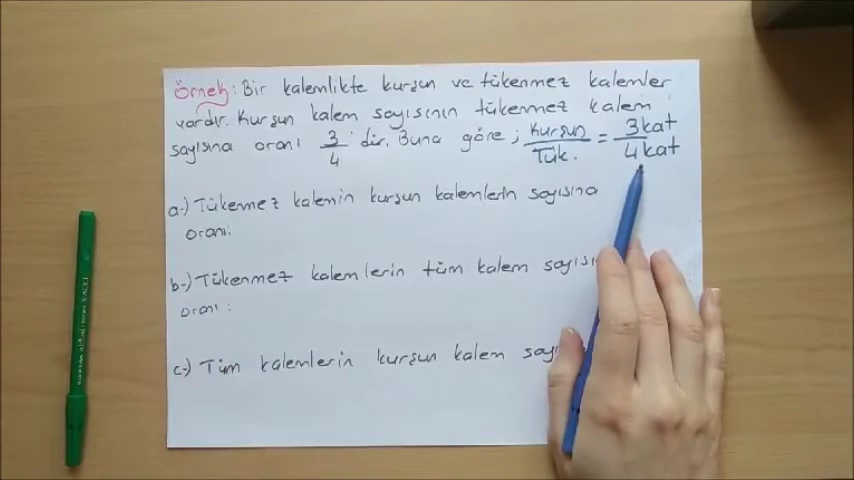 Örnek: Bir kalemlikte kurşun ve tükenmez kalemler
vardır. Kurşun kalem sayısının tükenmez kalem
sayısına oranı 3/4 'dir. Buna göre; Kurşun/Tük. = 3kat/4kat
a-) Tükemez kalemin kurşun kalemlerin sayısına
oranı:
b-) Tükenmez kalemlerin tüm kalem
oranı:
c-) Tüm kalemlerin kurşun kalem